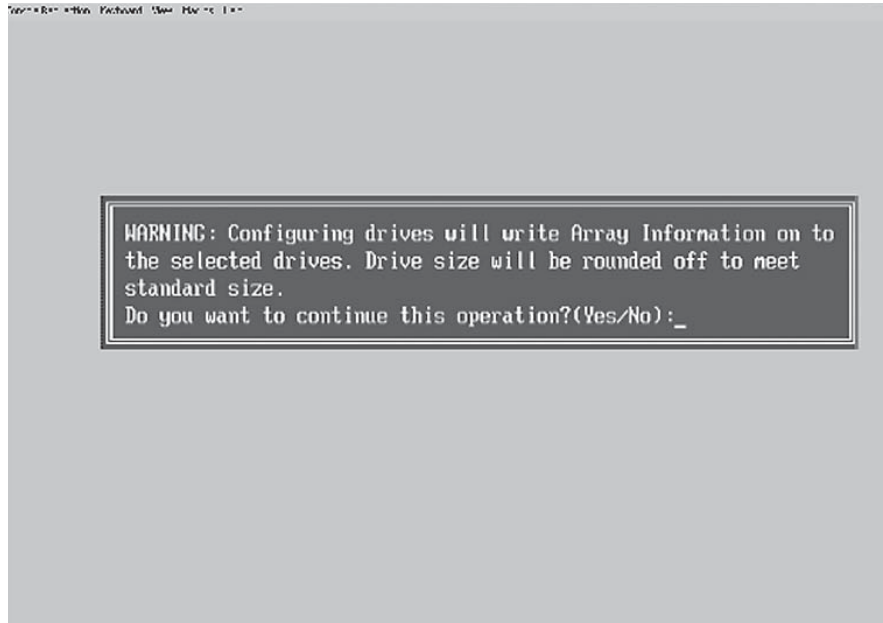 Keyboard
WARNING: Configuring drives will write Array Information on to
the selected drives. Drive size will be rounded off to meet
standard size.
Do you want to continue this operation?(Yes/No):_